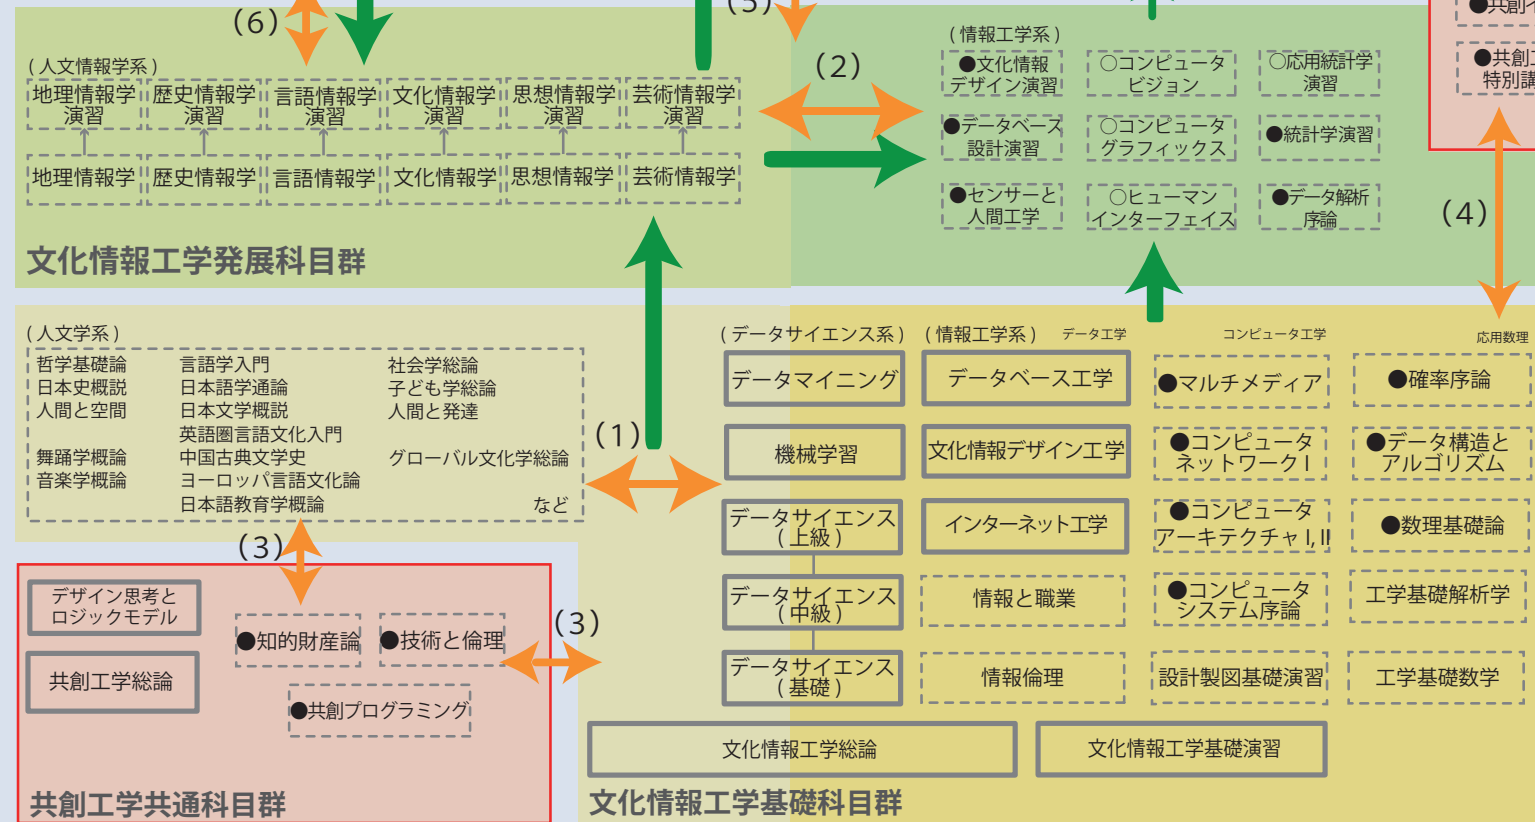 (6)
(5)
●共創
●共創工
特別講
(人文情報学系)
地理情報学
演習
歴史情報学
演習
言語情報学
演習
文化情報学
演習
思想情報学
演習
芸術情報学
演習
地理情報学
歴史情報学
言語情報学
文化情報学
思想情報学
芸術情報学
文化情報工学発展科目群
(2)
(情報工学系)
●文化情報
デザイン演習
○コンピュータ
ビジョン
○応用統計学
演習
●データベース
設計演習
○コンピュータ
グラフィックス
●統計学演習
●センサーと
人間工学
○ヒューマン
インターフェイス
●データ解析
序論
(4)
(人文学系)
哲学基礎論
日本史概説
人間と空間
舞踊学概論
音楽学概論
言語学入門
日本語学通論
日本文学概説
英語圏言語文化入門
中国古典文学史
ヨーロッパ言語文化論
日本語教育学概論
社会学総論
子ども学総論
人間と発達
グローバル文化学総論
など
(1)
(データサイエンス系)
データマイニング
機械学習
データサイエンス
(上級)
データサイエンス
(中級)
データサイエンス
(基礎)
(情報工学系)
データ工学
データベース工学
文化情報デザイン工学
インターネット工学
情報と職業
情報倫理
コンピュータ工学
●マルチメディア
●コンピュータ
ネットワークI
●コンピュータ
アーキテクチャI, II
●コンピュータ
システム序論
設計製図基礎演習
応用数理
●確率序論
●データ構造と
アルゴリズム
●数理基礎論
工学基礎解析学
工学基礎数学
文化情報工学総論
文化情報工学基礎演習
文化情報工学基礎科目群
(3)
(3)
デザイン思考と
ロジックモデル
共創工学総論
●知的財産論
●技術と倫理
●共創プログラミング
共創工学共通科目群